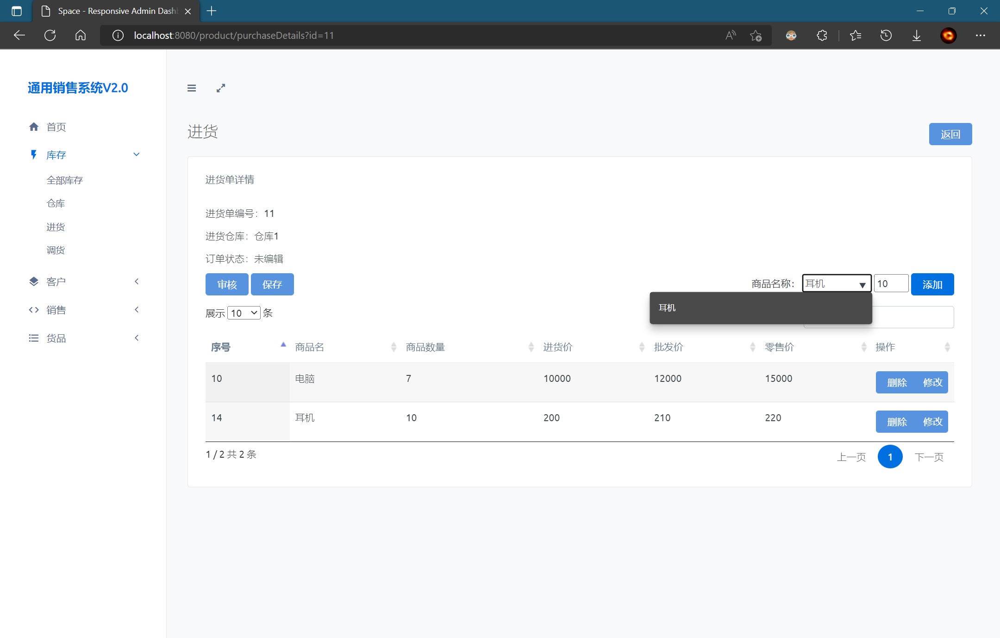 Space - Responsive Admin Dash
localhost:8080/product/purchaseDetails?id=11
通用销售系统V2.0
首页
库存
全部库存
仓库
进货
调货
客户
销售
货品
进货
返回
进货单详情
进货单编号：11
进货仓库：仓库1
订单状态：未编辑
审核 保存
商品名称： 耳机 10 添加
耳机
展示 10 条
序号 商品名 商品数量 进货价 批发价 零售价 操作
10 电脑 7 10000 12000 15000 删除 修改
14 耳机 10 200 210 220 删除 修改
1 / 2 共 2 条
上一页 1 下一页